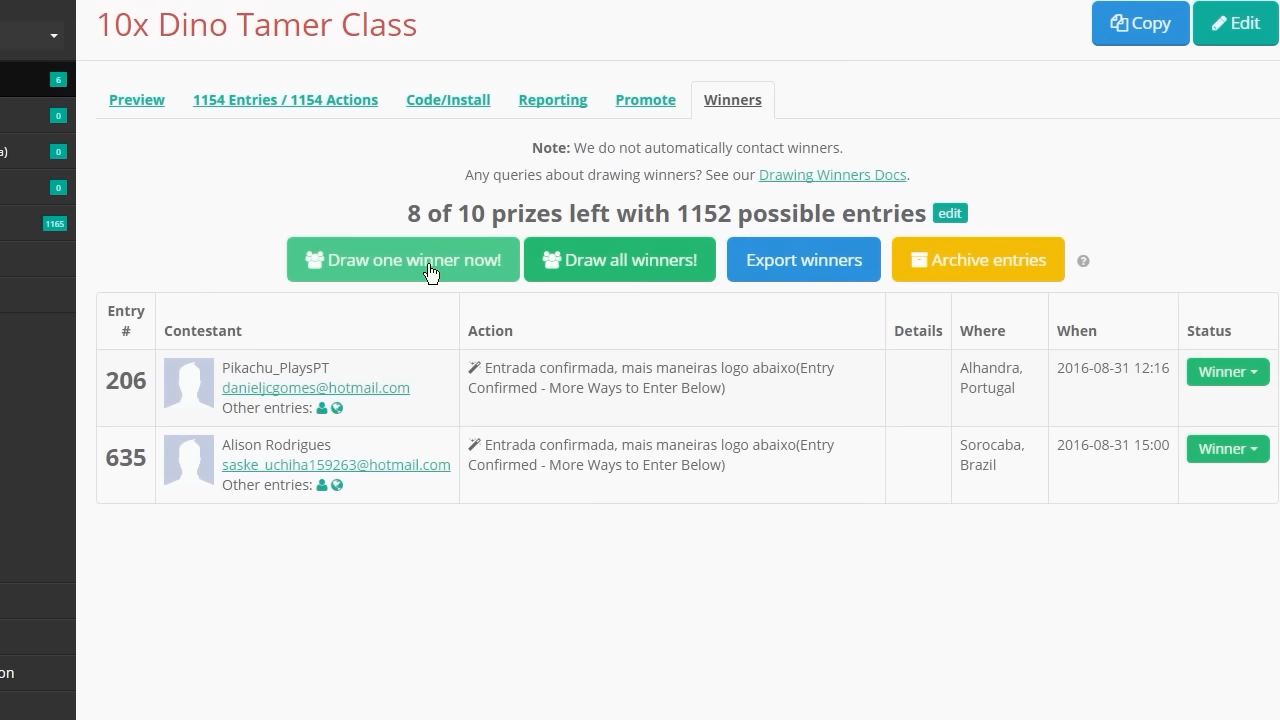 10x Dino Tamer Class
Copy
Edit
6
0
a)
0
0
1165
on
Preview
1154 Entries / 1154 Actions
Code/Install
Reporting
Promote
Winners
Note: We do not automatically contact winners.
Any queries about drawing winners? See our Drawing Winners Docs.
8 of 10 prizes left with 1152 possible entries edit
Draw one winner now!
Draw all winners!
Export winners
Archive entries
?
Entry
#
Contestant
Action
Details
Where
When
Status
206
Pikachu_PlaysPT
danieljcgomes@hotmail.com
Other entries:
Entrada confirmada, mais maneiras logo abaixo(Entry
Confirmed - More Ways to Enter Below)
Alhandra,
Portugal
2016-08-31 12:16
Winner
635
Alison Rodrigues
saske_uchiha159263@hotmail.com
Other entries:
Entrada confirmada, mais maneiras logo abaixo(Entry
Confirmed - More Ways to Enter Below)
Sorocaba,
Brazil
2016-08-31 15:00
Winner